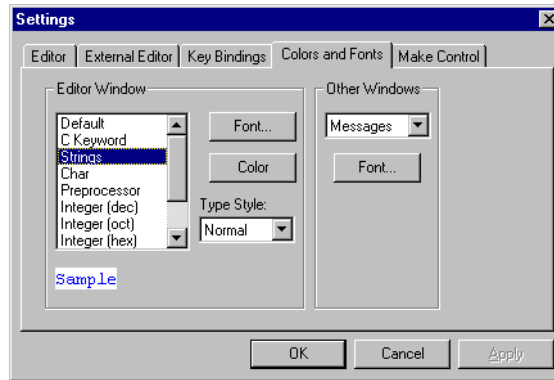 Settings
Editor External Editor Key Bindings Colors and Fonts Make Control
Editor Window
Default
C Keyword
Strings
Char
Preprocessor
Integer (dec)
Integer (oct)
Integer (hex)
Font...
Color
Type Style:
Normal
Sample
Other Windows
Messages
Font...
OK Cancel Apply